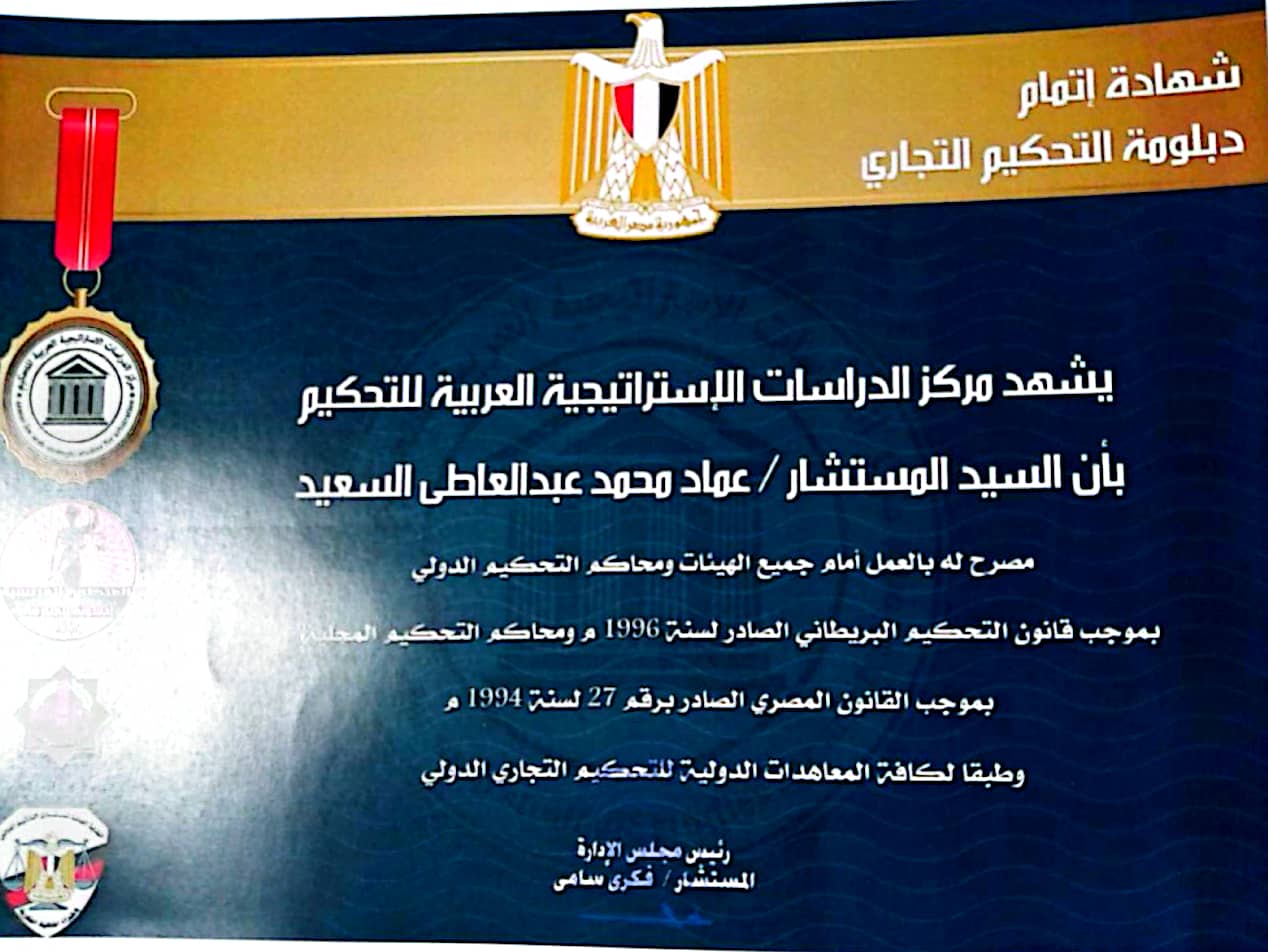 شهادة إتمام
دبلومة التحكيم التجاري
جمهورية مصر العربية
يشهد مركز الدراسات الإستراتيجية العربية للتحكيم
بأن السيد المستشار / عماد محمد عبدالعاطى السعيد
مصرح له بالعمل أمام جميع الهيئات ومحاكم التحكيم الدولي
بموجب قانون التحكيم البريطاني الصادر لسنة 1996 م ومحاكم التحكيم المحلية
بموجب القانون المصري الصادر برقم 27 لسنة 1994 م
وطبقا لكافة المعاهدات الدولية للتحكيم التجاري الدولي
رئيس مجلس الإدارة
المستشار / فكرى سامى